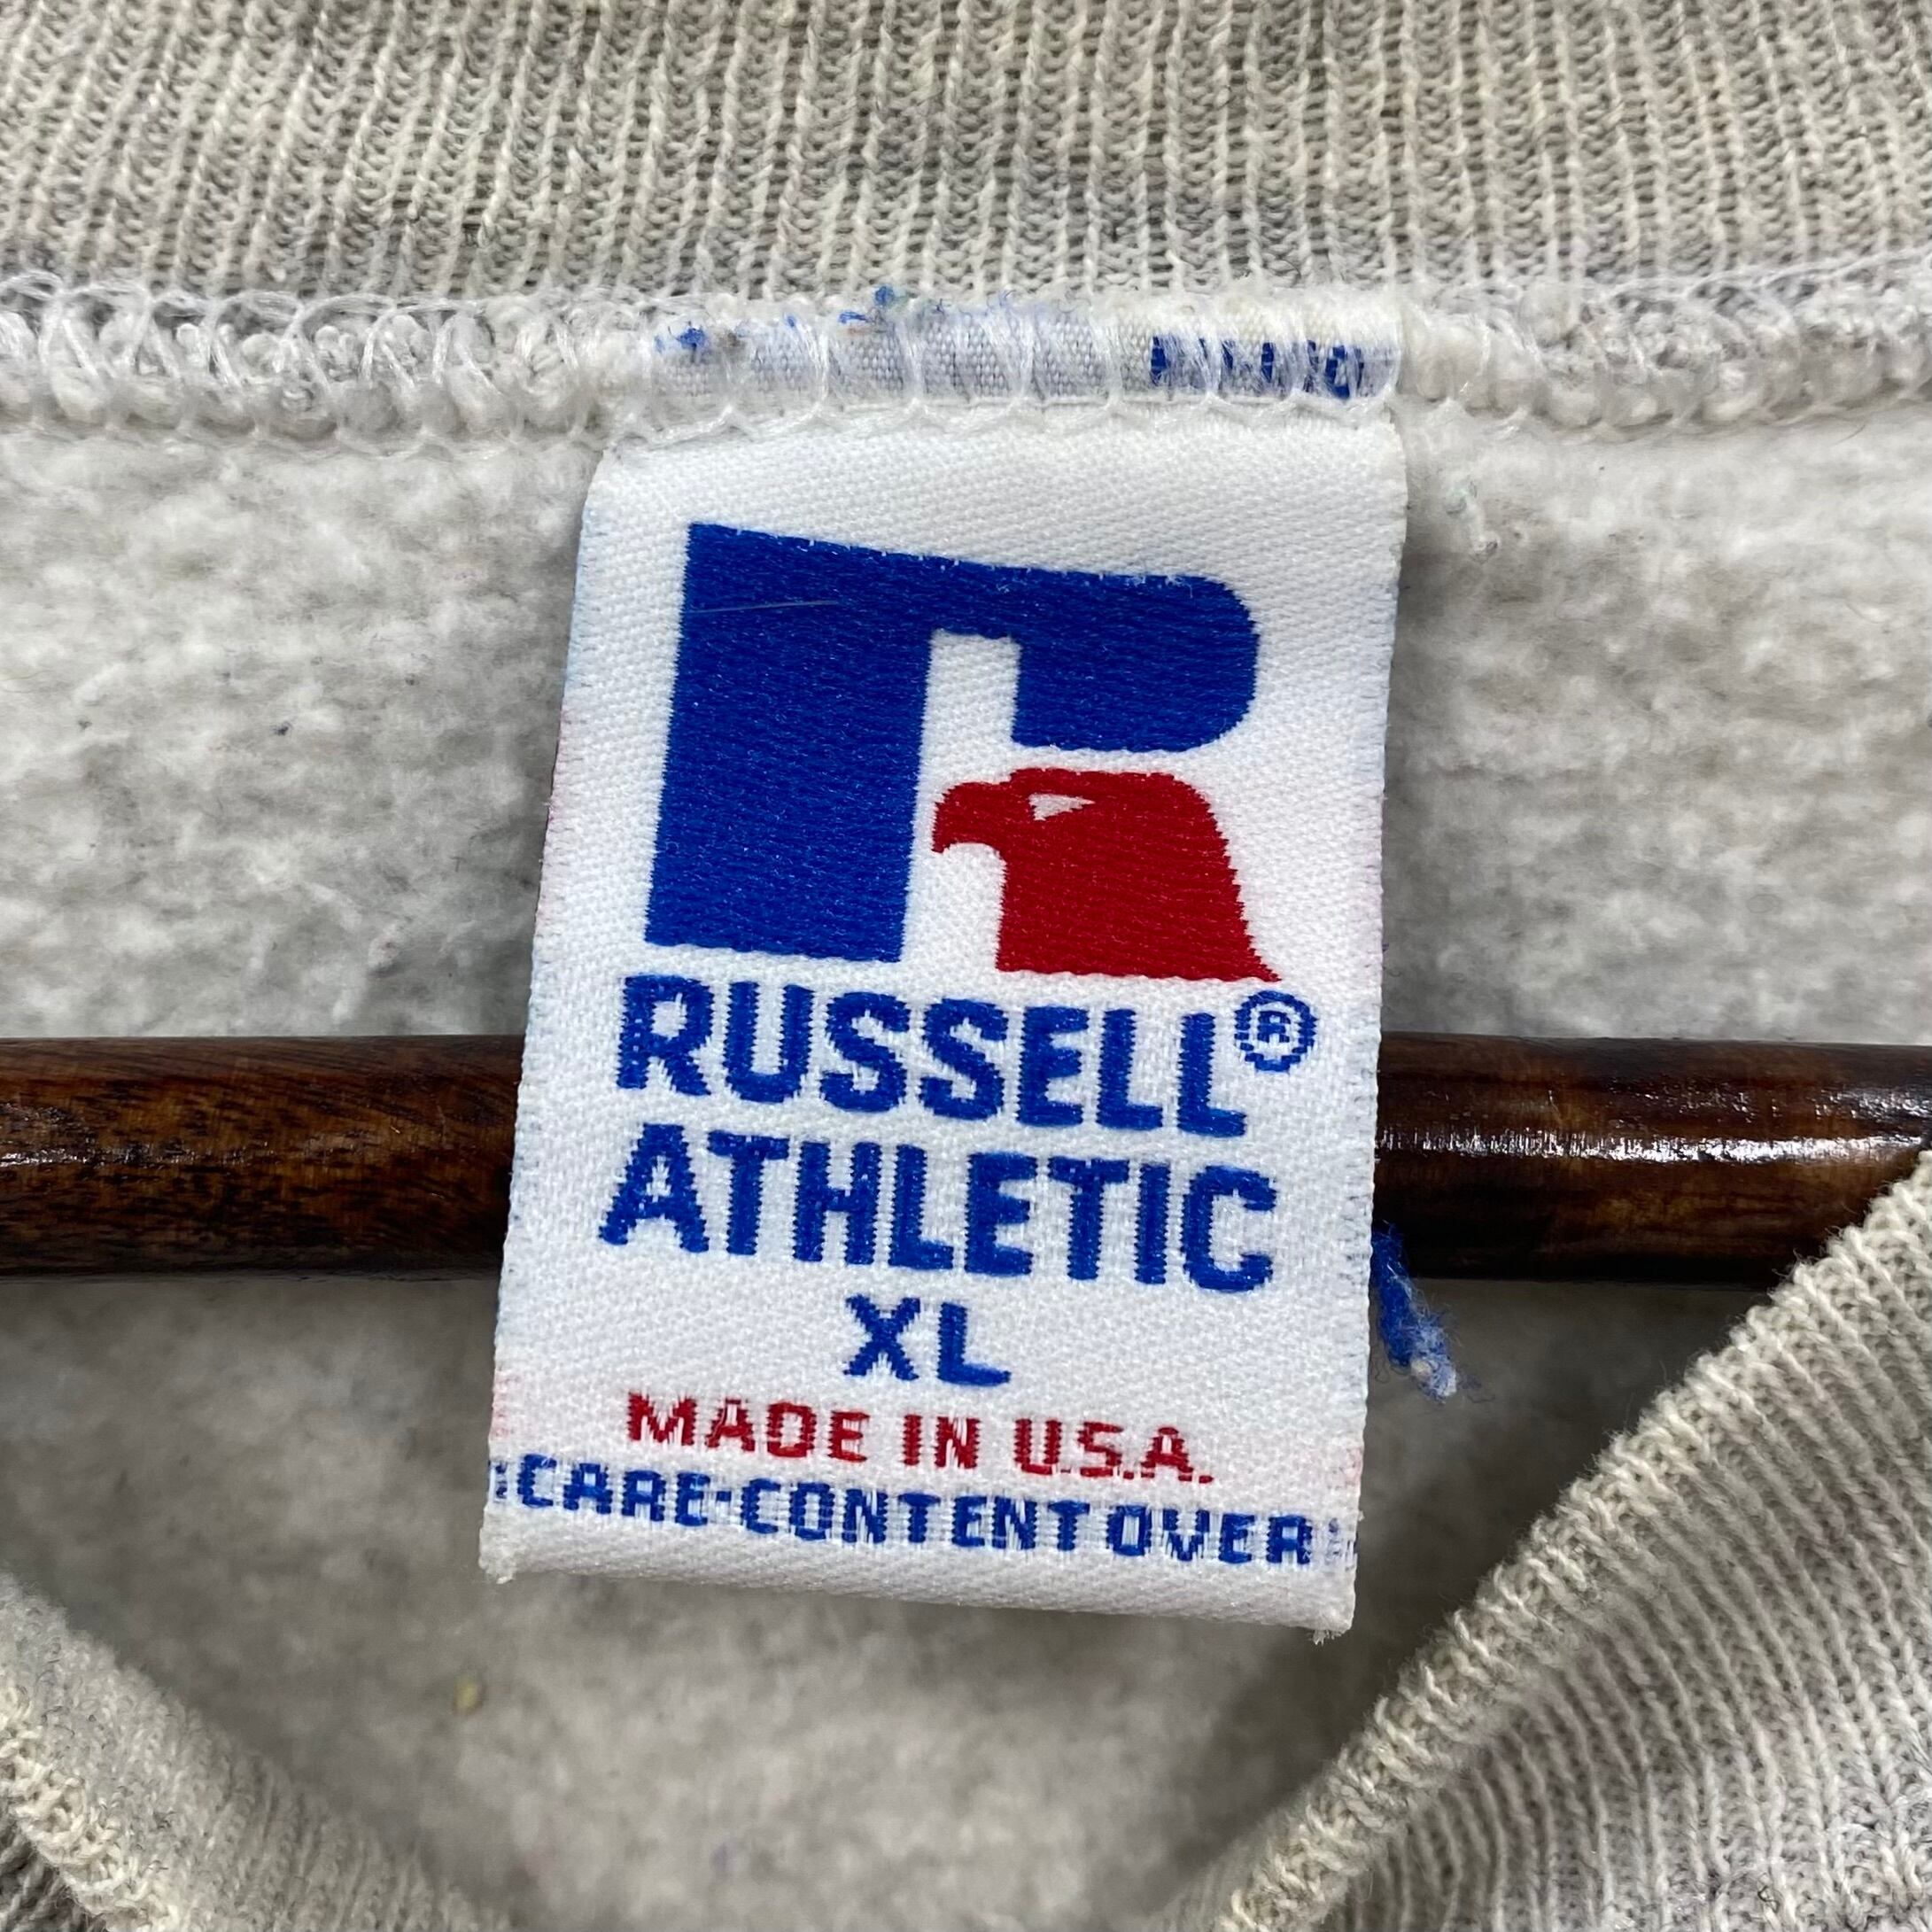 RUSSELL®
ATHLETIC
XL
MADE IN U.S.A.
CARE-CONTENT OVER